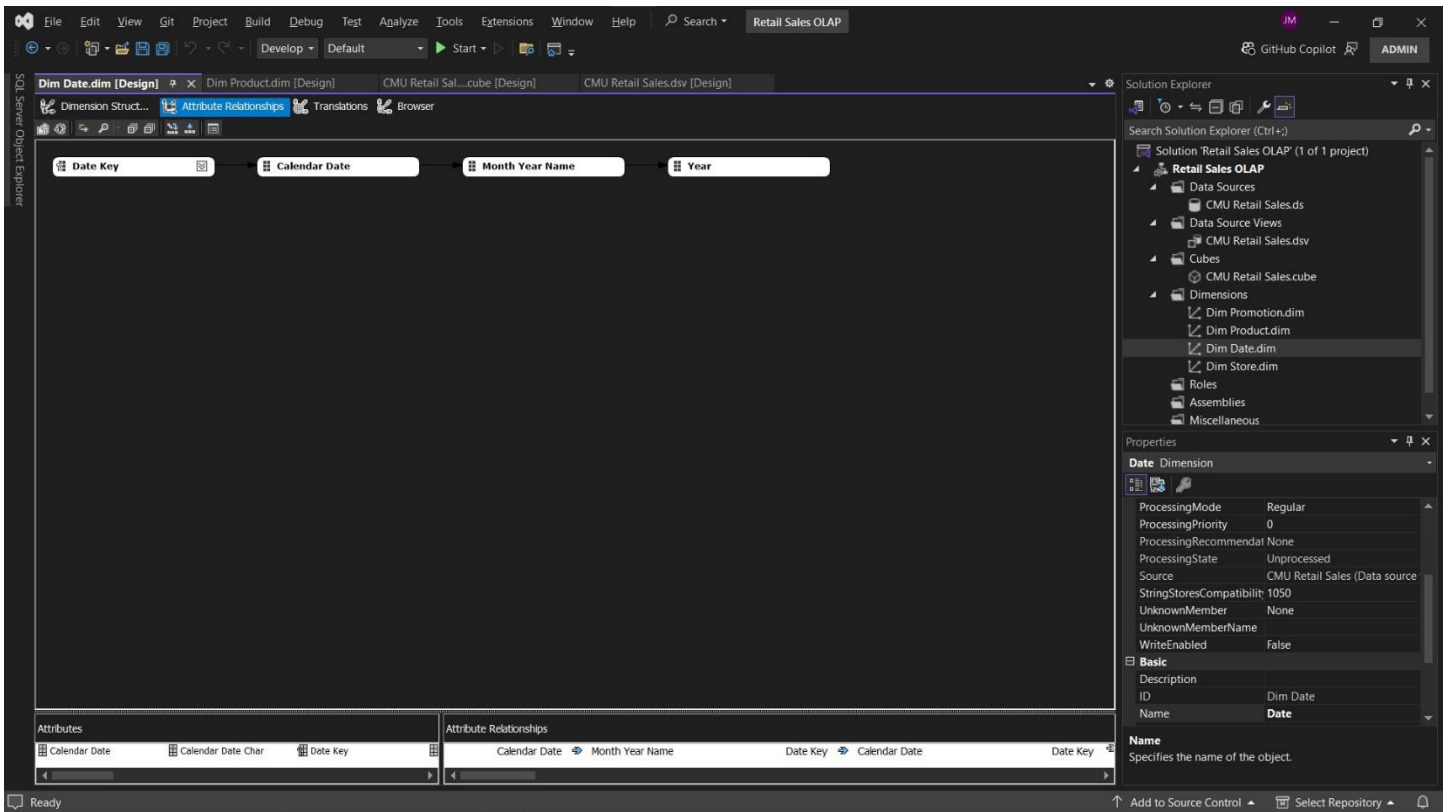 File Edit View Git Project Build Debug Test Analyze Tools Extensions Window Help Search Retail Sales OLAP JM
Develop Default Start GitHub Copilot ADMIN
SQL Server Object Explorer
Dim Date.dim [Design] Dim Product.dim [Design] CMU Retail Sal....cube [Design] CMU Retail Sales.dsv [Design]
Dimension Struct... Attribute Relationships Translations Browser
Date Key Calendar Date Month Year Name Year
Attributes
Calendar Date Calendar Date Char Date Key
Attribute Relationships
Calendar Date Month Year Name Date Key Calendar Date Date Key
Solution Explorer
Search Solution Explorer (Ctrl+;)
Solution 'Retail Sales OLAP' (1 of 1 project)
Retail Sales OLAP
Data Sources
CMU Retail Sales.ds
Data Source Views
CMU Retail Sales.dsv
Cubes
CMU Retail Sales.cube
Dimensions
Dim Promotion.dim
Dim Product.dim
Dim Date.dim
Dim Store.dim
Roles
Assemblies
Miscellaneous
Properties
Date Dimension
ProcessingMode Regular
ProcessingPriority 0
ProcessingRecommendat None
ProcessingState Unprocessed
Source CMU Retail Sales (Data source
StringStoresCompatibilit 1050
UnknownMember None
UnknownMemberName
WriteEnabled False
Basic
Description
ID Dim Date
Name Date
Name
Specifies the name of the object.
Ready Add to Source Control Select Repository